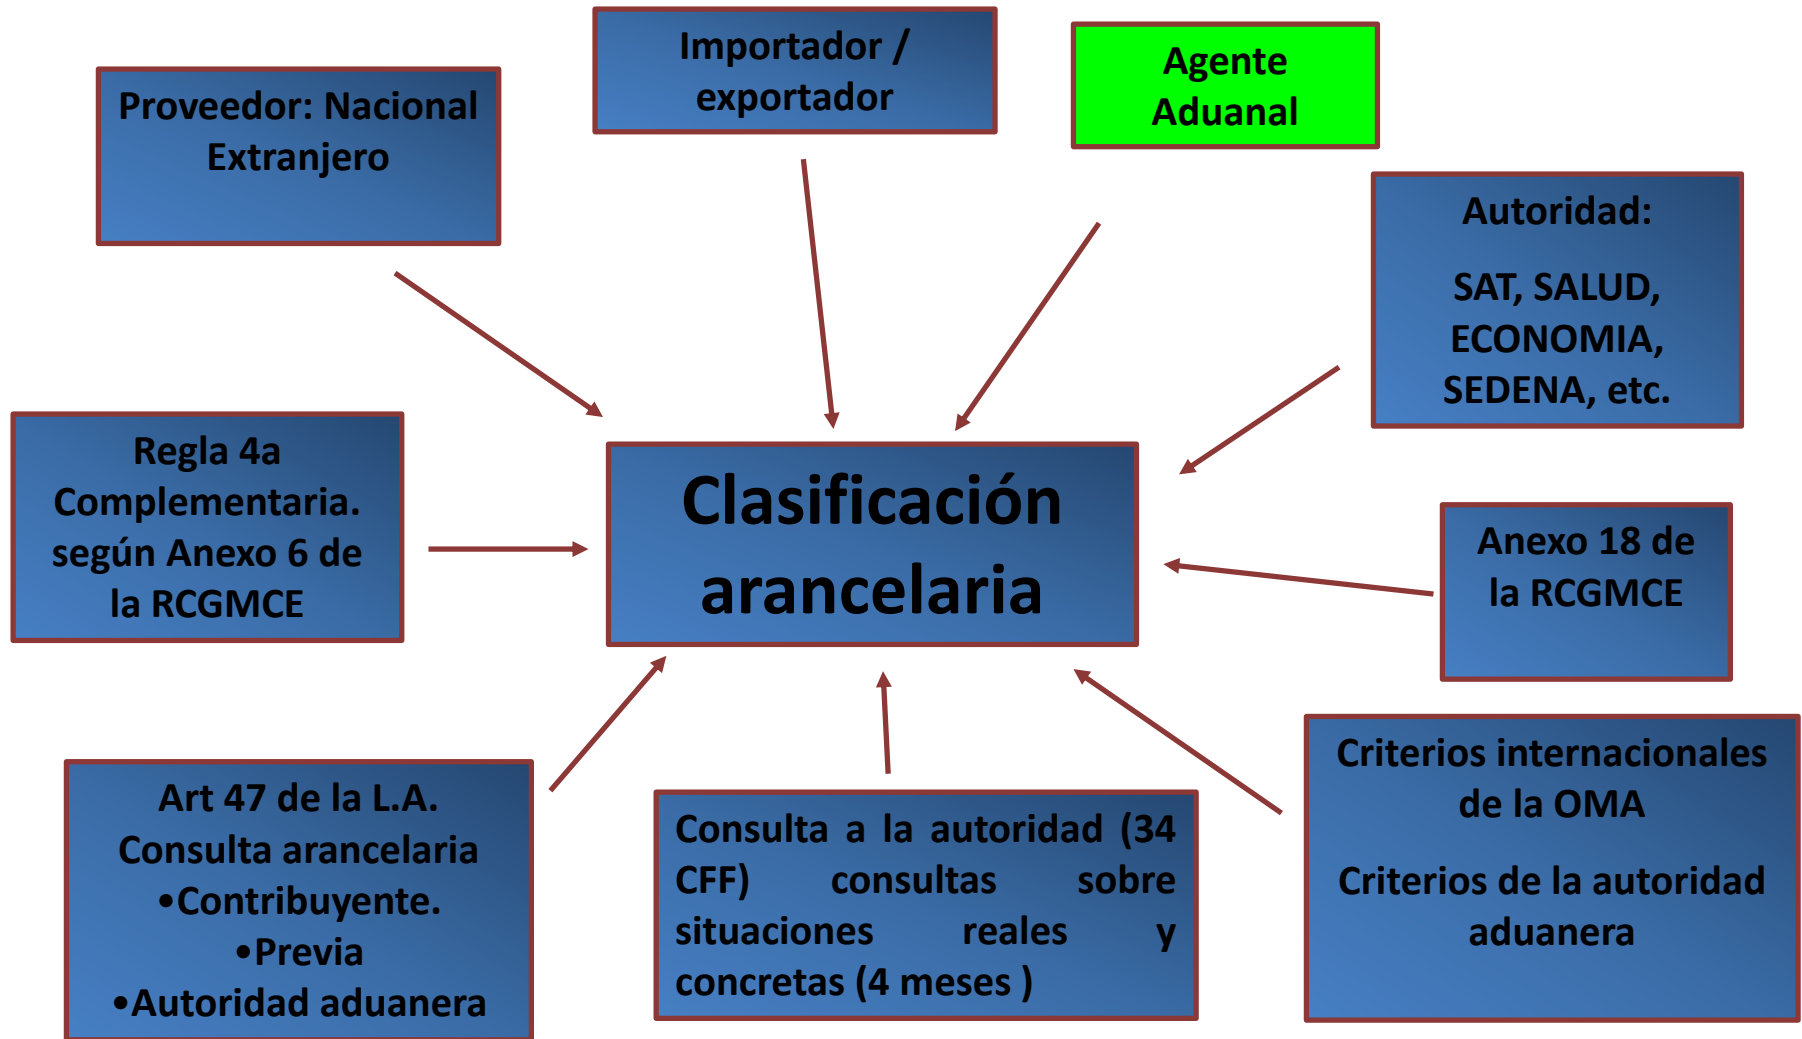 Importador /
exportador
Agente
Aduanal
Proveedor: Nacional
Extranjero
Autoridad:
SAT, SALUD,
ECONOMIA,
SEDENA, etc.
Regla 4a
Complementaria.
según Anexo 6 de
la RCGMCE
Clasificación
arancelaria
Anexo 18 de
la RCGMCE
Art 47 de la L.A.
Consulta arancelaria
•Contribuyente.
•Previa
•Autoridad aduanera
Consulta a la autoridad (34
CFF) consultas sobre
situaciones reales y
concretas (4 meses )
Criterios internacionales
de la OMA
Criterios de la autoridad
aduanera